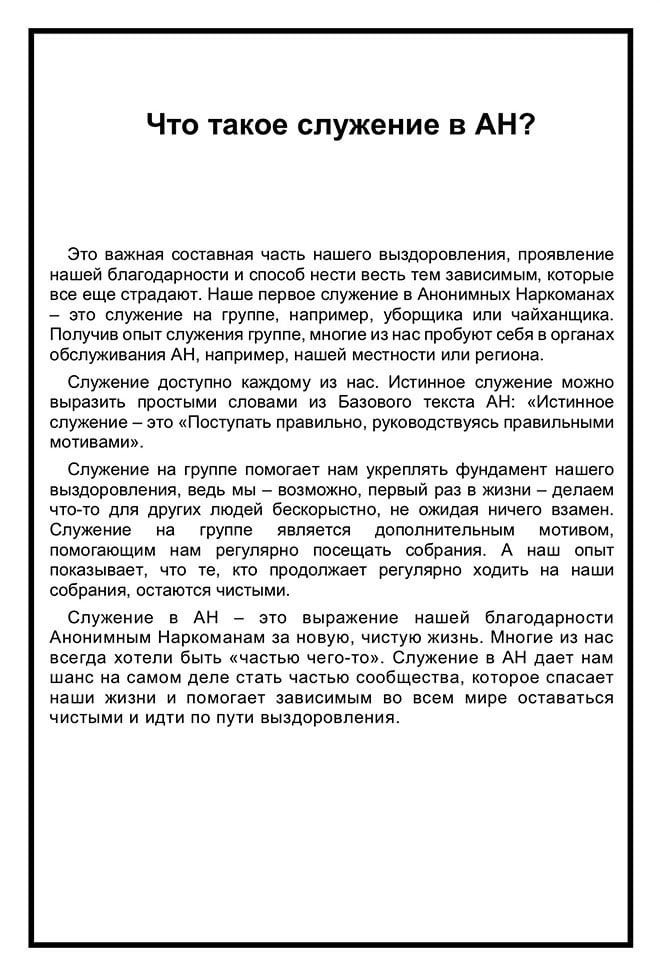 Что такое служение в АН?
Это важная составная часть нашего выздоровления, проявление
нашей благодарности и способ нести весть тем зависимым, которые
все еще страдают. Наше первое служение в Анонимных Наркоманах
– это служение на группе, например, уборщика или чайханщика.
Получив опыт служения группе, многие из нас пробуют себя в органах
обслуживания АН, например, нашей местности или региона.
Служение доступно каждому из нас. Истинное служение можно
выразить простыми словами из Базового текста АН: «Истинное
служение – это «Поступать правильно, руководствуясь правильными
мотивами».
Служение на группе помогает нам укреплять фундамент нашего
выздоровления, ведь мы – возможно, первый раз в жизни – делаем
что-то для других людей бескорыстно, не ожидая ничего взамен.
Служение на группе является дополнительным мотивом,
помогающим нам регулярно посещать собрания. А наш опыт
показывает, что те, кто продолжает регулярно ходить на наши
собрания, остаются чистыми.
Служение в АН – это выражение нашей благодарности
Анонимным Наркоманам за новую, чистую жизнь. Многие из нас
всегда хотели быть «частью чего-то». Служение в АН дает нам
шанс на самом деле стать частью сообщества, которое спасает
наши жизни и помогает зависимым во всем мире оставаться
чистыми и идти по пути выздоровления.